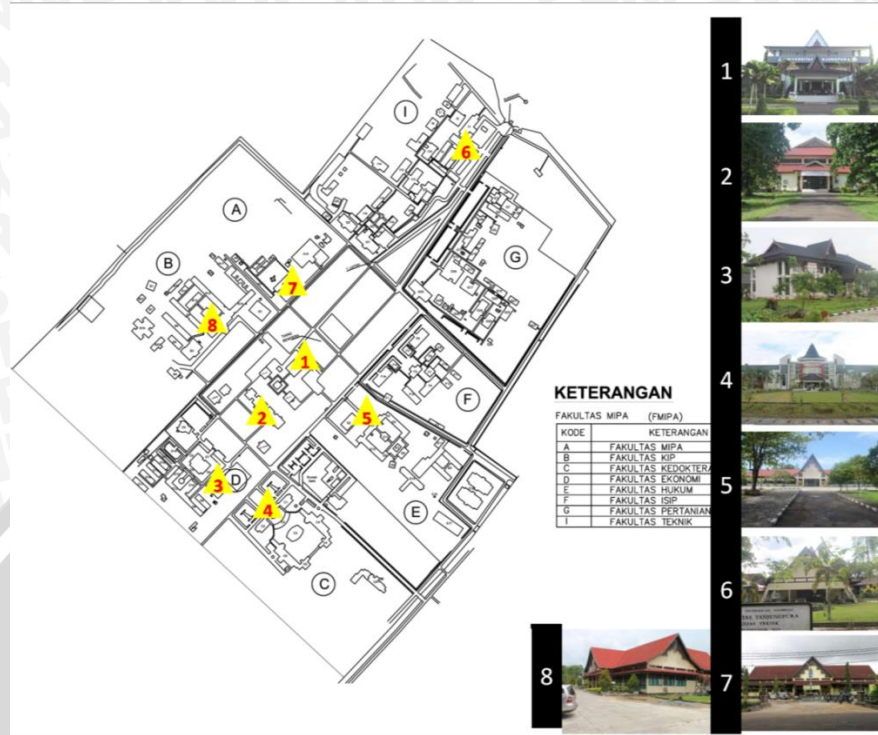 I
6
A
G
B
7
8
1
F
2
5
3
D
4
E
C
KETERANGAN
FAKULTAS MIPA (FMIPA)
KODE KETERANGAN
A FAKULTAS MIPA
B FAKULTAS KIP
C FAKULTAS KEDOKTERA
D FAKULTAS EKONOMI
E FAKULTAS HUKUM
F FAKULTAS ISIP
G FAKULTAS PERTANIAN
I FAKULTAS TEKNIK
1
2
3
4
5
6
7
8